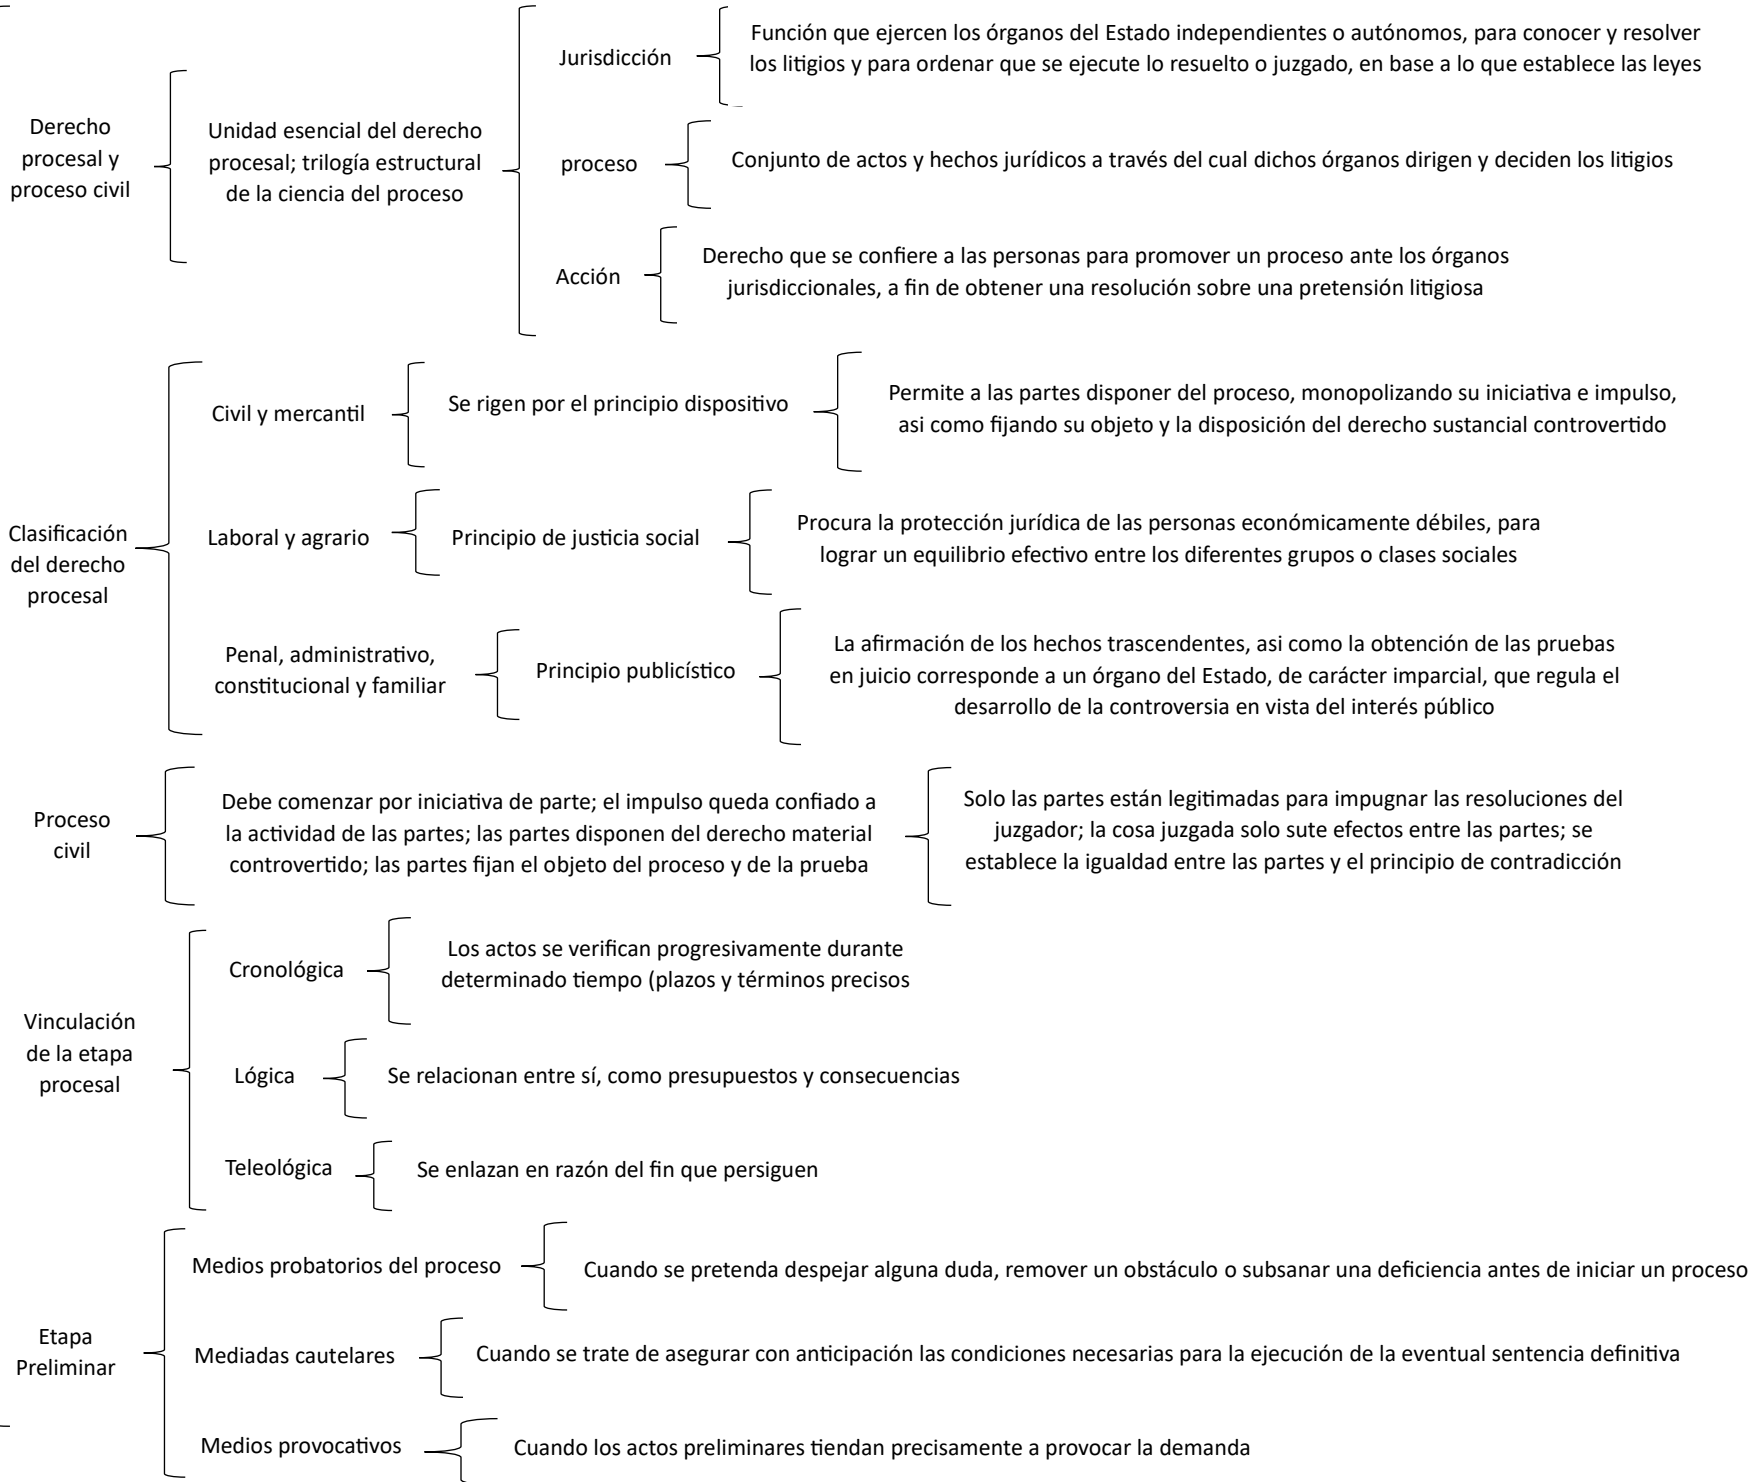 Derecho
procesal y
proceso civil
Unidad esencial del derecho
procesal; trilogía estructural
de la ciencia del proceso
Jurisdicción
Función que ejercen los órganos del Estado independientes o autónomos, para conocer y resolver
los litigios y para ordenar que se ejecute lo resuelto o juzgado, en base a lo que establece las leyes
proceso
Conjunto de actos y hechos jurídicos a través del cual dichos órganos dirigen y deciden los litigios
Acción
Derecho que se confiere a las personas para promover un proceso ante los órganos
jurisdiccionales, a fin de obtener una resolución sobre una pretensión litigiosa
Clasificación
del derecho
procesal
Civil y mercantil
Se rigen por el principio dispositivo
Permite a las partes disponer del proceso, monopolizando su iniciativa e impulso,
asi como fijando su objeto y la disposición del derecho sustancial controvertido
Laboral y agrario
Principio de justicia social
Procura la protección jurídica de las personas económicamente débiles, para
lograr un equilibrio efectivo entre los diferentes grupos o clases sociales
Penal, administrativo,
constitucional y familiar
Principio publicístico
La afirmación de los hechos trascendentes, asi como la obtención de las pruebas
en juicio corresponde a un órgano del Estado, de carácter imparcial, que regula el
desarrollo de la controversia en vista del interés público
Proceso
civil
Debe comenzar por iniciativa de parte; el impulso queda confiado a
la actividad de las partes; las partes disponen del derecho material
controvertido; las partes fijan el objeto del proceso y de la prueba
Solo las partes están legitimadas para impugnar las resoluciones del
juzgador; la cosa juzgada solo sute efectos entre las partes; se
establece la igualdad entre las partes y el principio de contradicción
Vinculación
de la etapa
procesal
Cronológica
Los actos se verifican progresivamente durante
determinado tiempo (plazos y términos precisos
Lógica
Se relacionan entre sí, como presupuestos y consecuencias
Teleológica
Se enlazan en razón del fin que persiguen
Etapa
Preliminar
Medios probatorios del proceso
Cuando se pretenda despejar alguna duda, remover un obstáculo o subsanar una deficiencia antes de iniciar un proceso
Mediadas cautelares
Cuando se trate de asegurar con anticipación las condiciones necesarias para la ejecución de la eventual sentencia definitiva
Medios provocativos
Cuando los actos preliminares tiendan precisamente a provocar la demanda